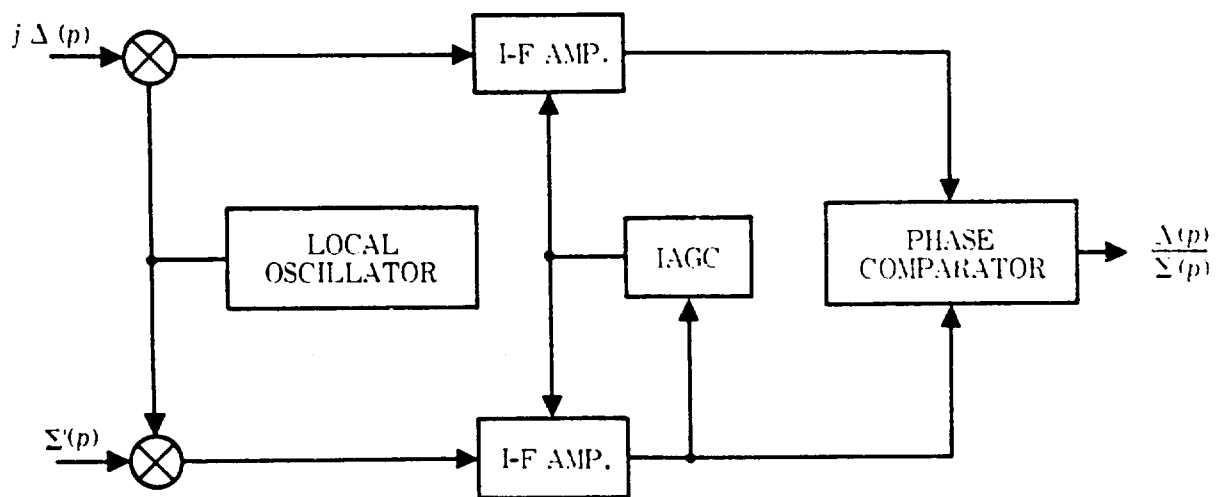 j Δ(p)
I-F AMP.
LOCAL
OSCILLATOR
IAGC
PHASE
COMPARATOR
Δ(p)
Σ(p)
Σ(p)
I-F AMP.